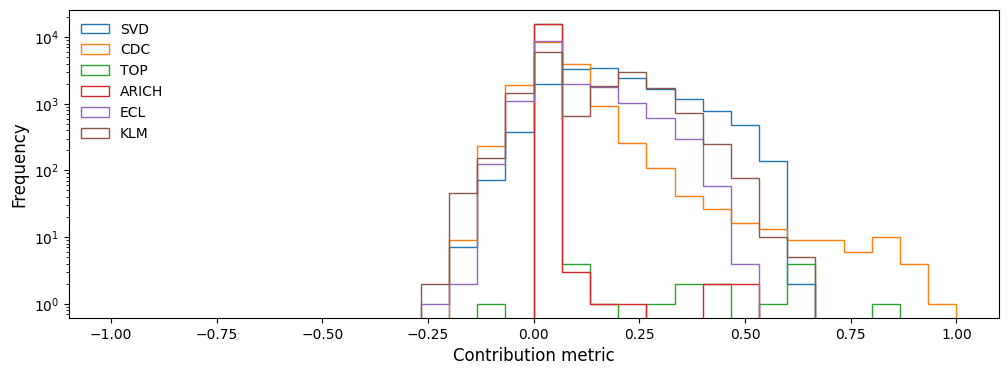 SVD
CDC
TOP
ARICH
ECL
KLM
Frequency
10⁴
10³
10²
10¹
10⁰
−1.00 −0.75 −0.50 −0.25 0.00 0.25 0.50 0.75 1.00
Contribution metric